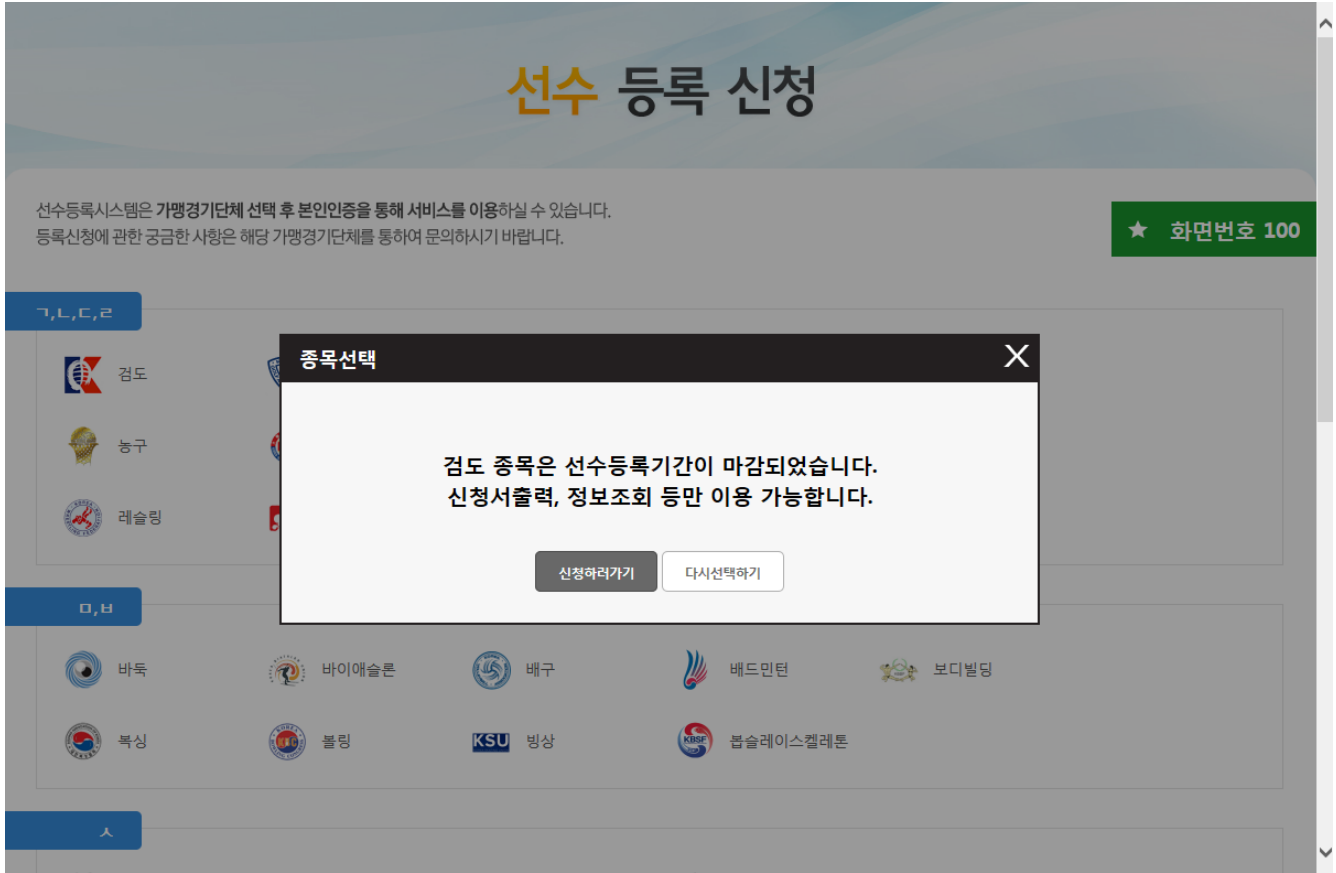 선수 등록 신청
선수등록시스템은 가맹경기단체 선택 후 본인인증을 통해 서비스를 이용하실 수 있습니다.
등록신청에 관한 궁금한 사항은 해당 가맹경기단체를 통하여 문의하시기 바랍니다.
★ 화면번호 100
ㄱ,ㄴ,ㄷ,ㄹ
검도
농구
레슬링
종목선택 X
검도 종목은 선수등록기간이 마감되었습니다.
신청서출력, 정보조회 등만 이용 가능합니다.
신청하러가기 다시선택하기
ㅁ,ㅂ
바둑 바이애슬론 배구 배드민턴 보디빌딩
복싱 볼링 KSU 빙상 KBSF 봅슬레이스켈레톤
ㅅ